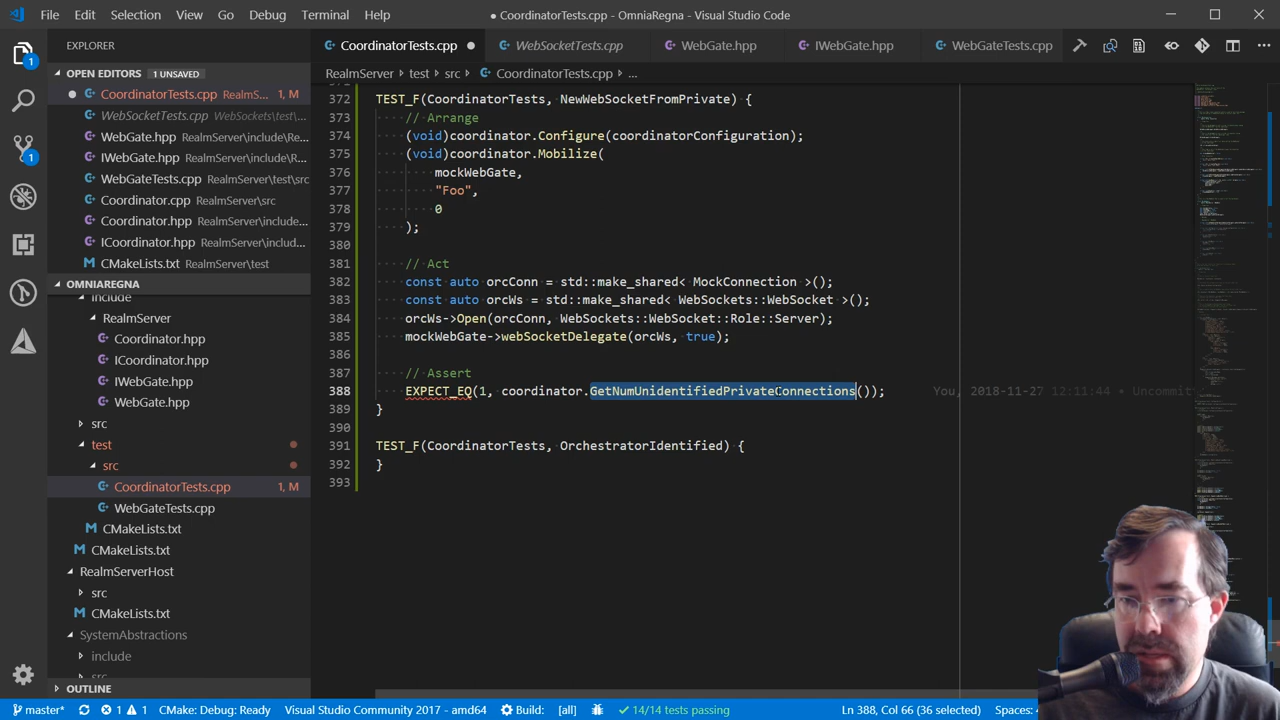 File Edit Selection View Go Debug Terminal Help
● CoordinatorTests.cpp - OmniaRegna - Visual Studio Code
EXPLORER
CoordinatorTests.cpp ●
WebSocketTests.cpp
WebGate.hpp
IWebGate.hpp
WebGateTests.cpp
OPEN EDITORS 1 UNSAVED
● CoordinatorTests.cpp RealmS... 1, M
WebSocketTests.cpp WebSockets\test\...
WebGate.hpp RealmServer\include\Re...
IWebGate.hpp RealmServer\include\R...
WebGateTests.cpp RealmServer\test\src
Coordinator.cpp RealmServer\src
Coordinator.hpp RealmServer\include...
ICoordinator.hpp RealmServer\includ...
CMakeLists.txt RealmServer\test
OMNIAREGNA
include
RealmServer
Coordinator.hpp
ICoordinator.hpp
IWebGate.hpp
WebGate.hpp
src
test
src
CoordinatorTests.cpp 1, M
WebGateTests.cpp
CMakeLists.txt
CMakeLists.txt
RealmServerHost
src
CMakeLists.txt
SystemAbstractions
include
src
OUTLINE
RealmServer › test › src › CoordinatorTests.cpp › ...
372 TEST_F(CoordinatorTests, NewWebSocketFromPrivate) {
373 // Arrange
374 (void)coordinator.Configure(coordinatorConfiguration);
375 (void)coordinator.Mobilize(
376 mockWebGate,
377 "Foo",
378 0
379 );
380
381 // Act
382 const auto orcConn = std::make_shared< MockConnection >();
383 const auto orcWs = std::make_shared< WebSockets::WebSocket >();
384 orcWs->Open(orcConn, WebSockets::WebSocket::Role::Server);
385 mockWebGate->webSocketDelegate(orcWs, true);
386
387 // Assert
388 EXPECT_EQ(1, coordinator.GetNumUnidentifiedPrivateConnections()); You, 2018-11-27 12:11:44 • Uncommit
389 }
390
391 TEST_F(CoordinatorTests, OrchestratorIdentified) {
392 }
393
master* 1 1 CMake: Debug: Ready Visual Studio Community 2017 - amd64 Build: [all] 14/14 tests passing Ln 388, Col 66 (36 selected) Spaces: